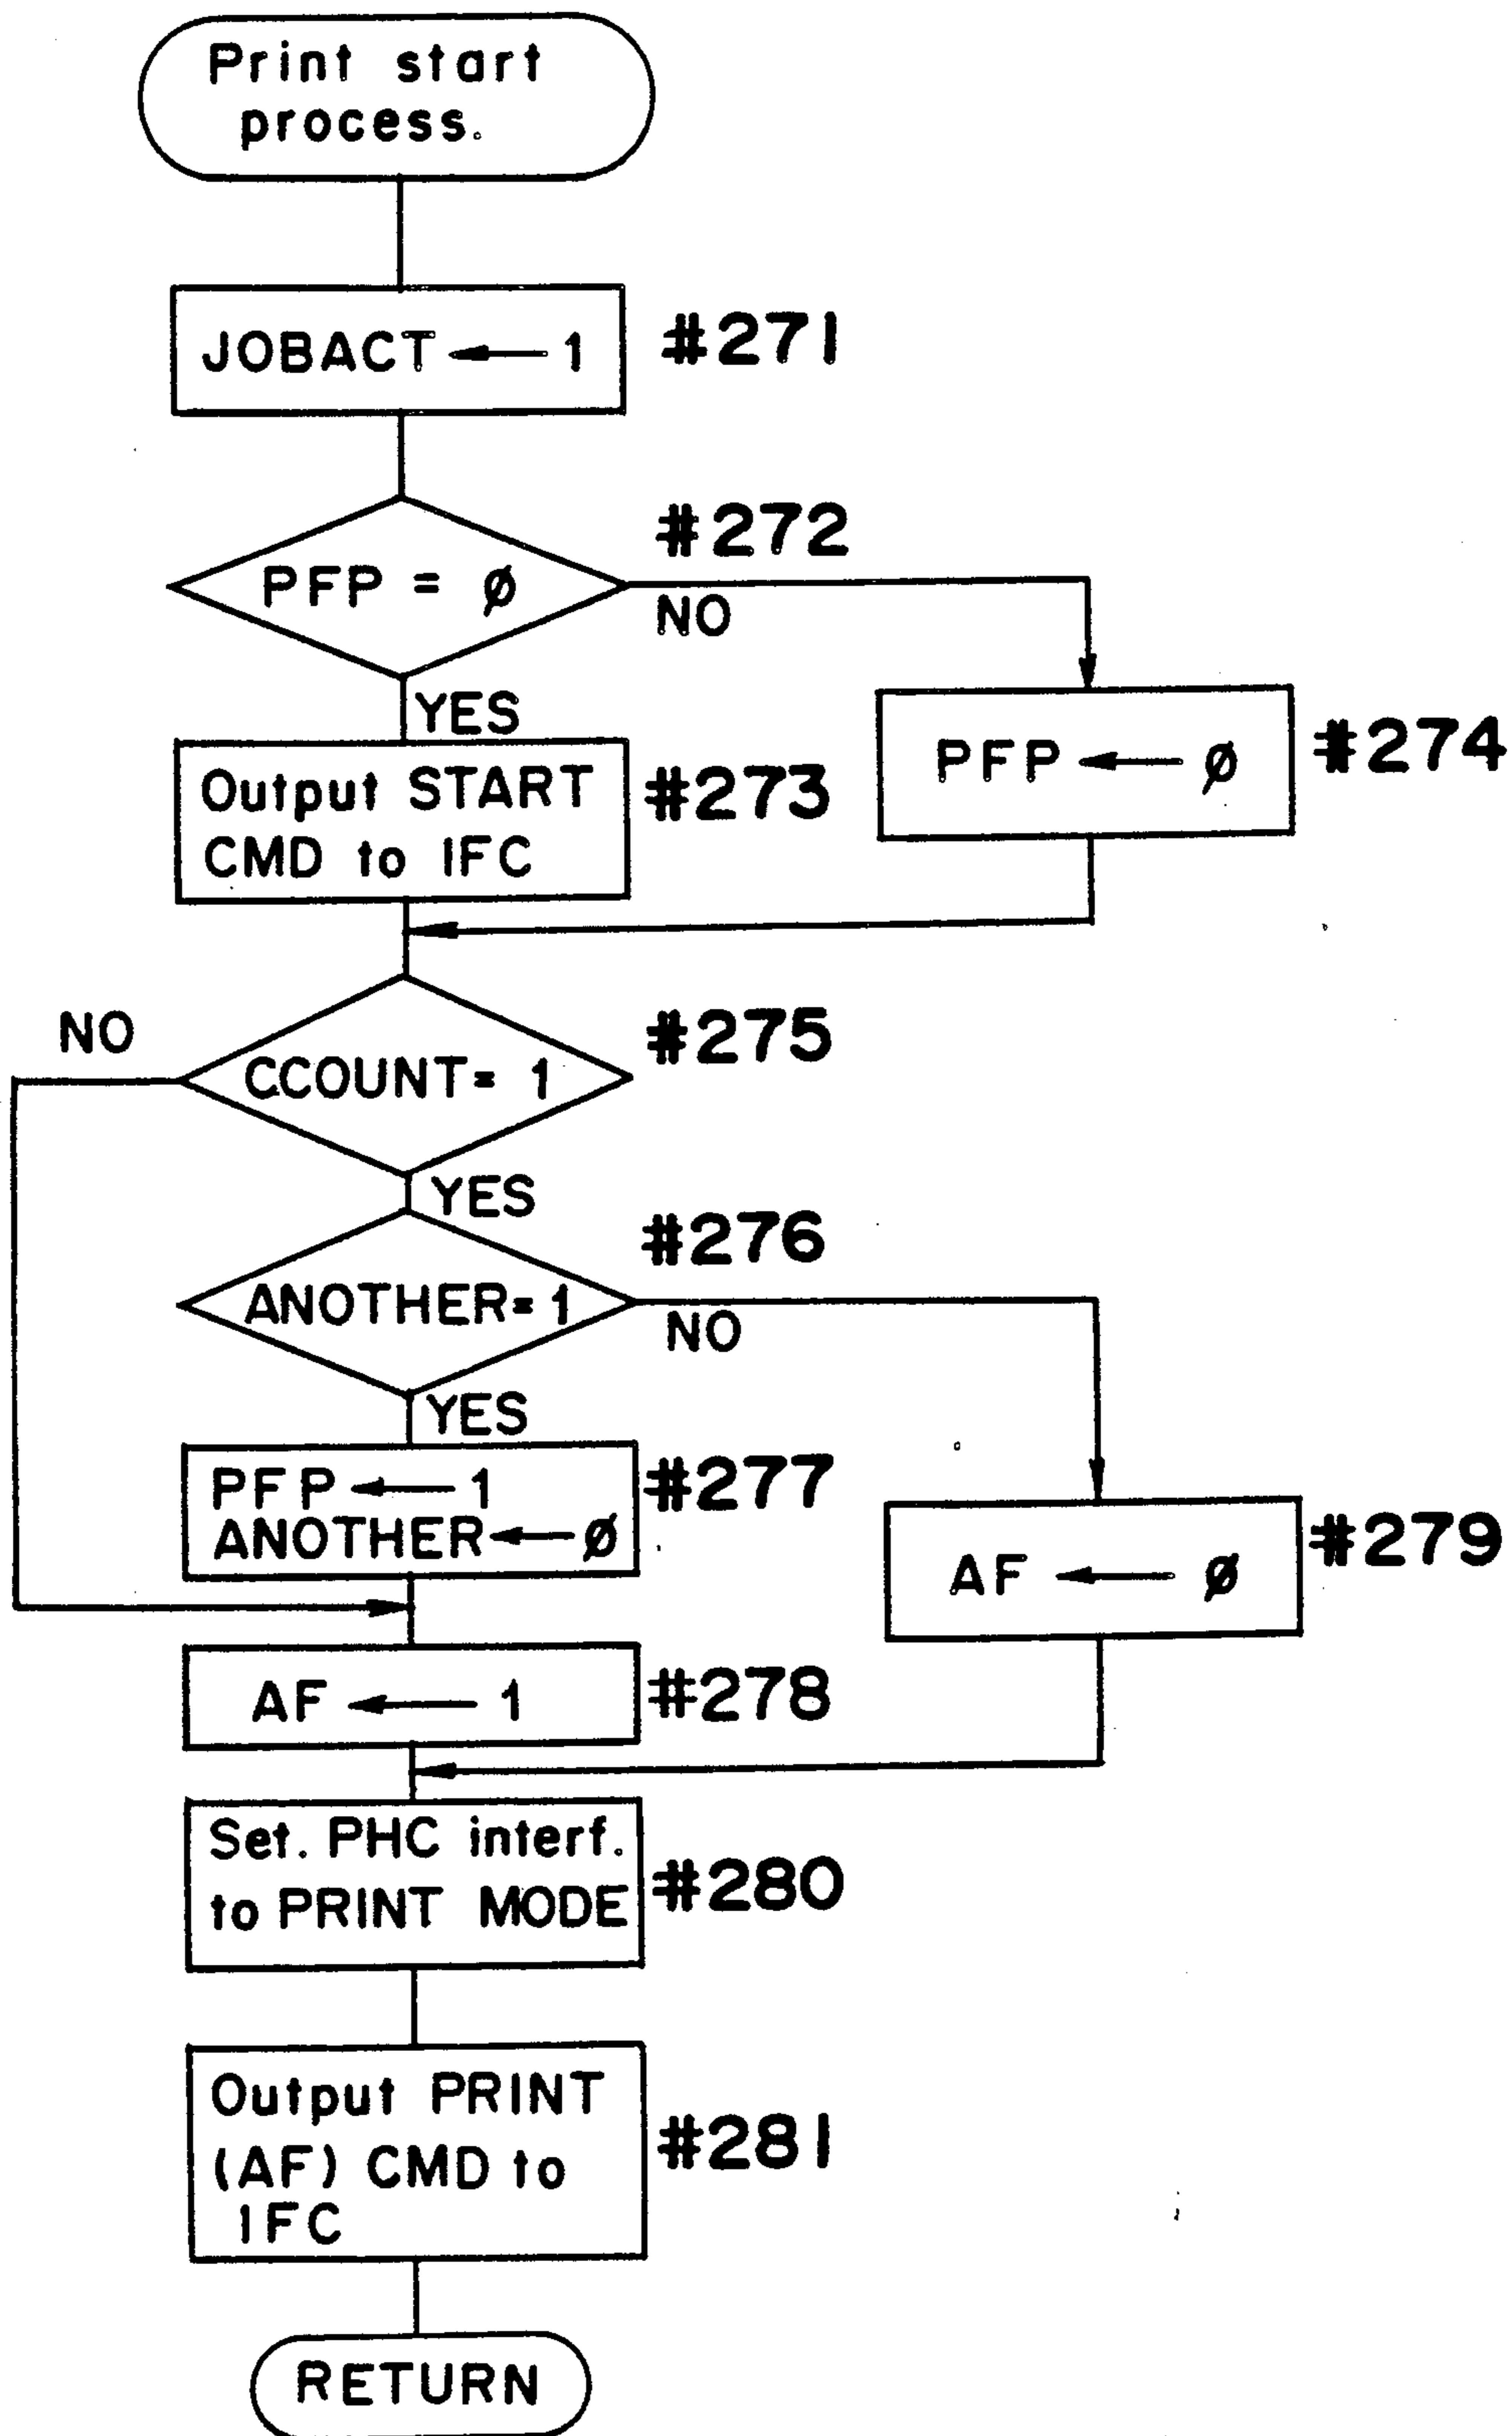 Print start
process.
JOBACT ← 1
#271
#272
PFP = Ø
NO
YES
PFP ← Ø
#274
Output START
CMD to IFC
#273
NO
#275
CCOUNT= 1
YES
#276
ANOTHER=1
NO
YES
PFP ← 1
ANOTHER ← Ø
#277
AF ← Ø
#279
AF ← 1
#278
Set. PHC interf.
to PRINT MODE
#280
Output PRINT
(AF) CMD to
IFC
#281
RETURN